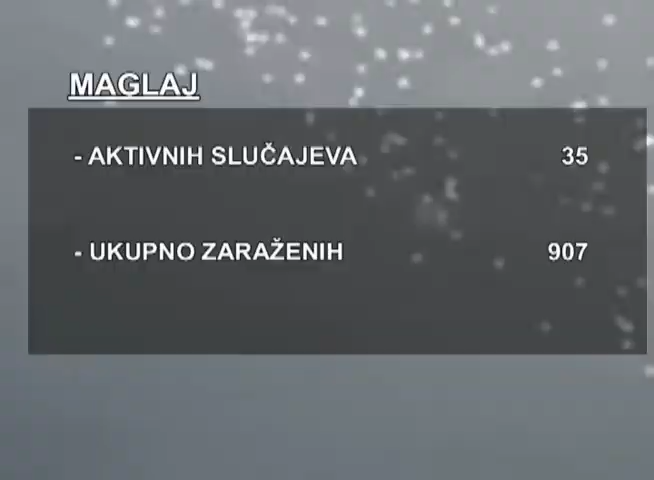 MAGLAJ
- AKTIVNIH SLUČAJEVA 35
- UKUPNO ZARAŽENIH 907